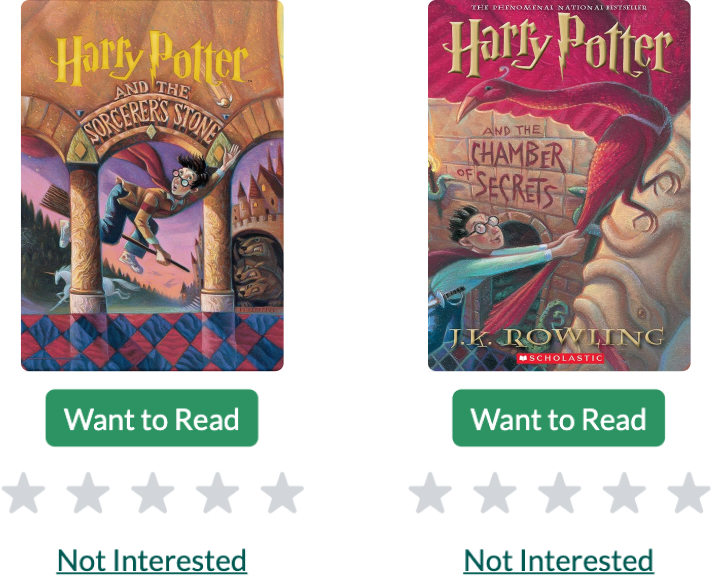 Harry Potter
AND THE
SORCERER'S STONE
Want to Read
Not Interested
THE PHENOMENAL NATIONAL BESTSELLER
Harry Potter
AND THE
CHAMBER
OF SECRETS
J.K. ROWLING
SCHOLASTIC
Want to Read
Not Interested